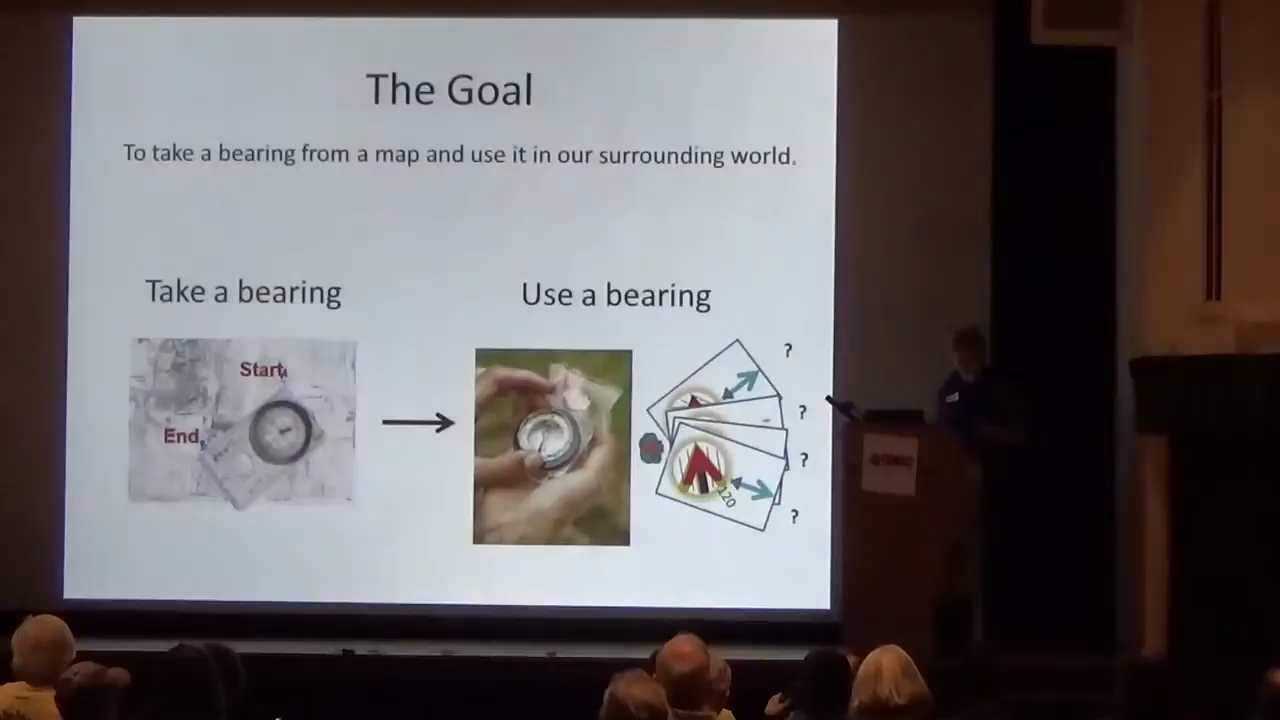 The Goal
To take a bearing from a map and use it in our surrounding world.
Take a bearing
Use a bearing
Start
End
?
?
?
120
?